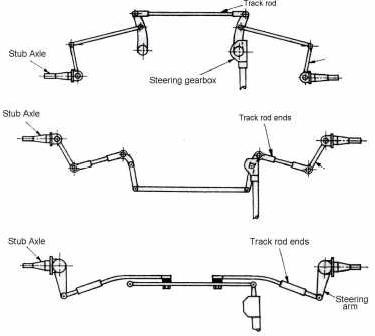 Track rod
Stub Axle
Steering gearbox
Stub Axle
Track rod ends
Stub Axle
Track rod ends
Steering
arm